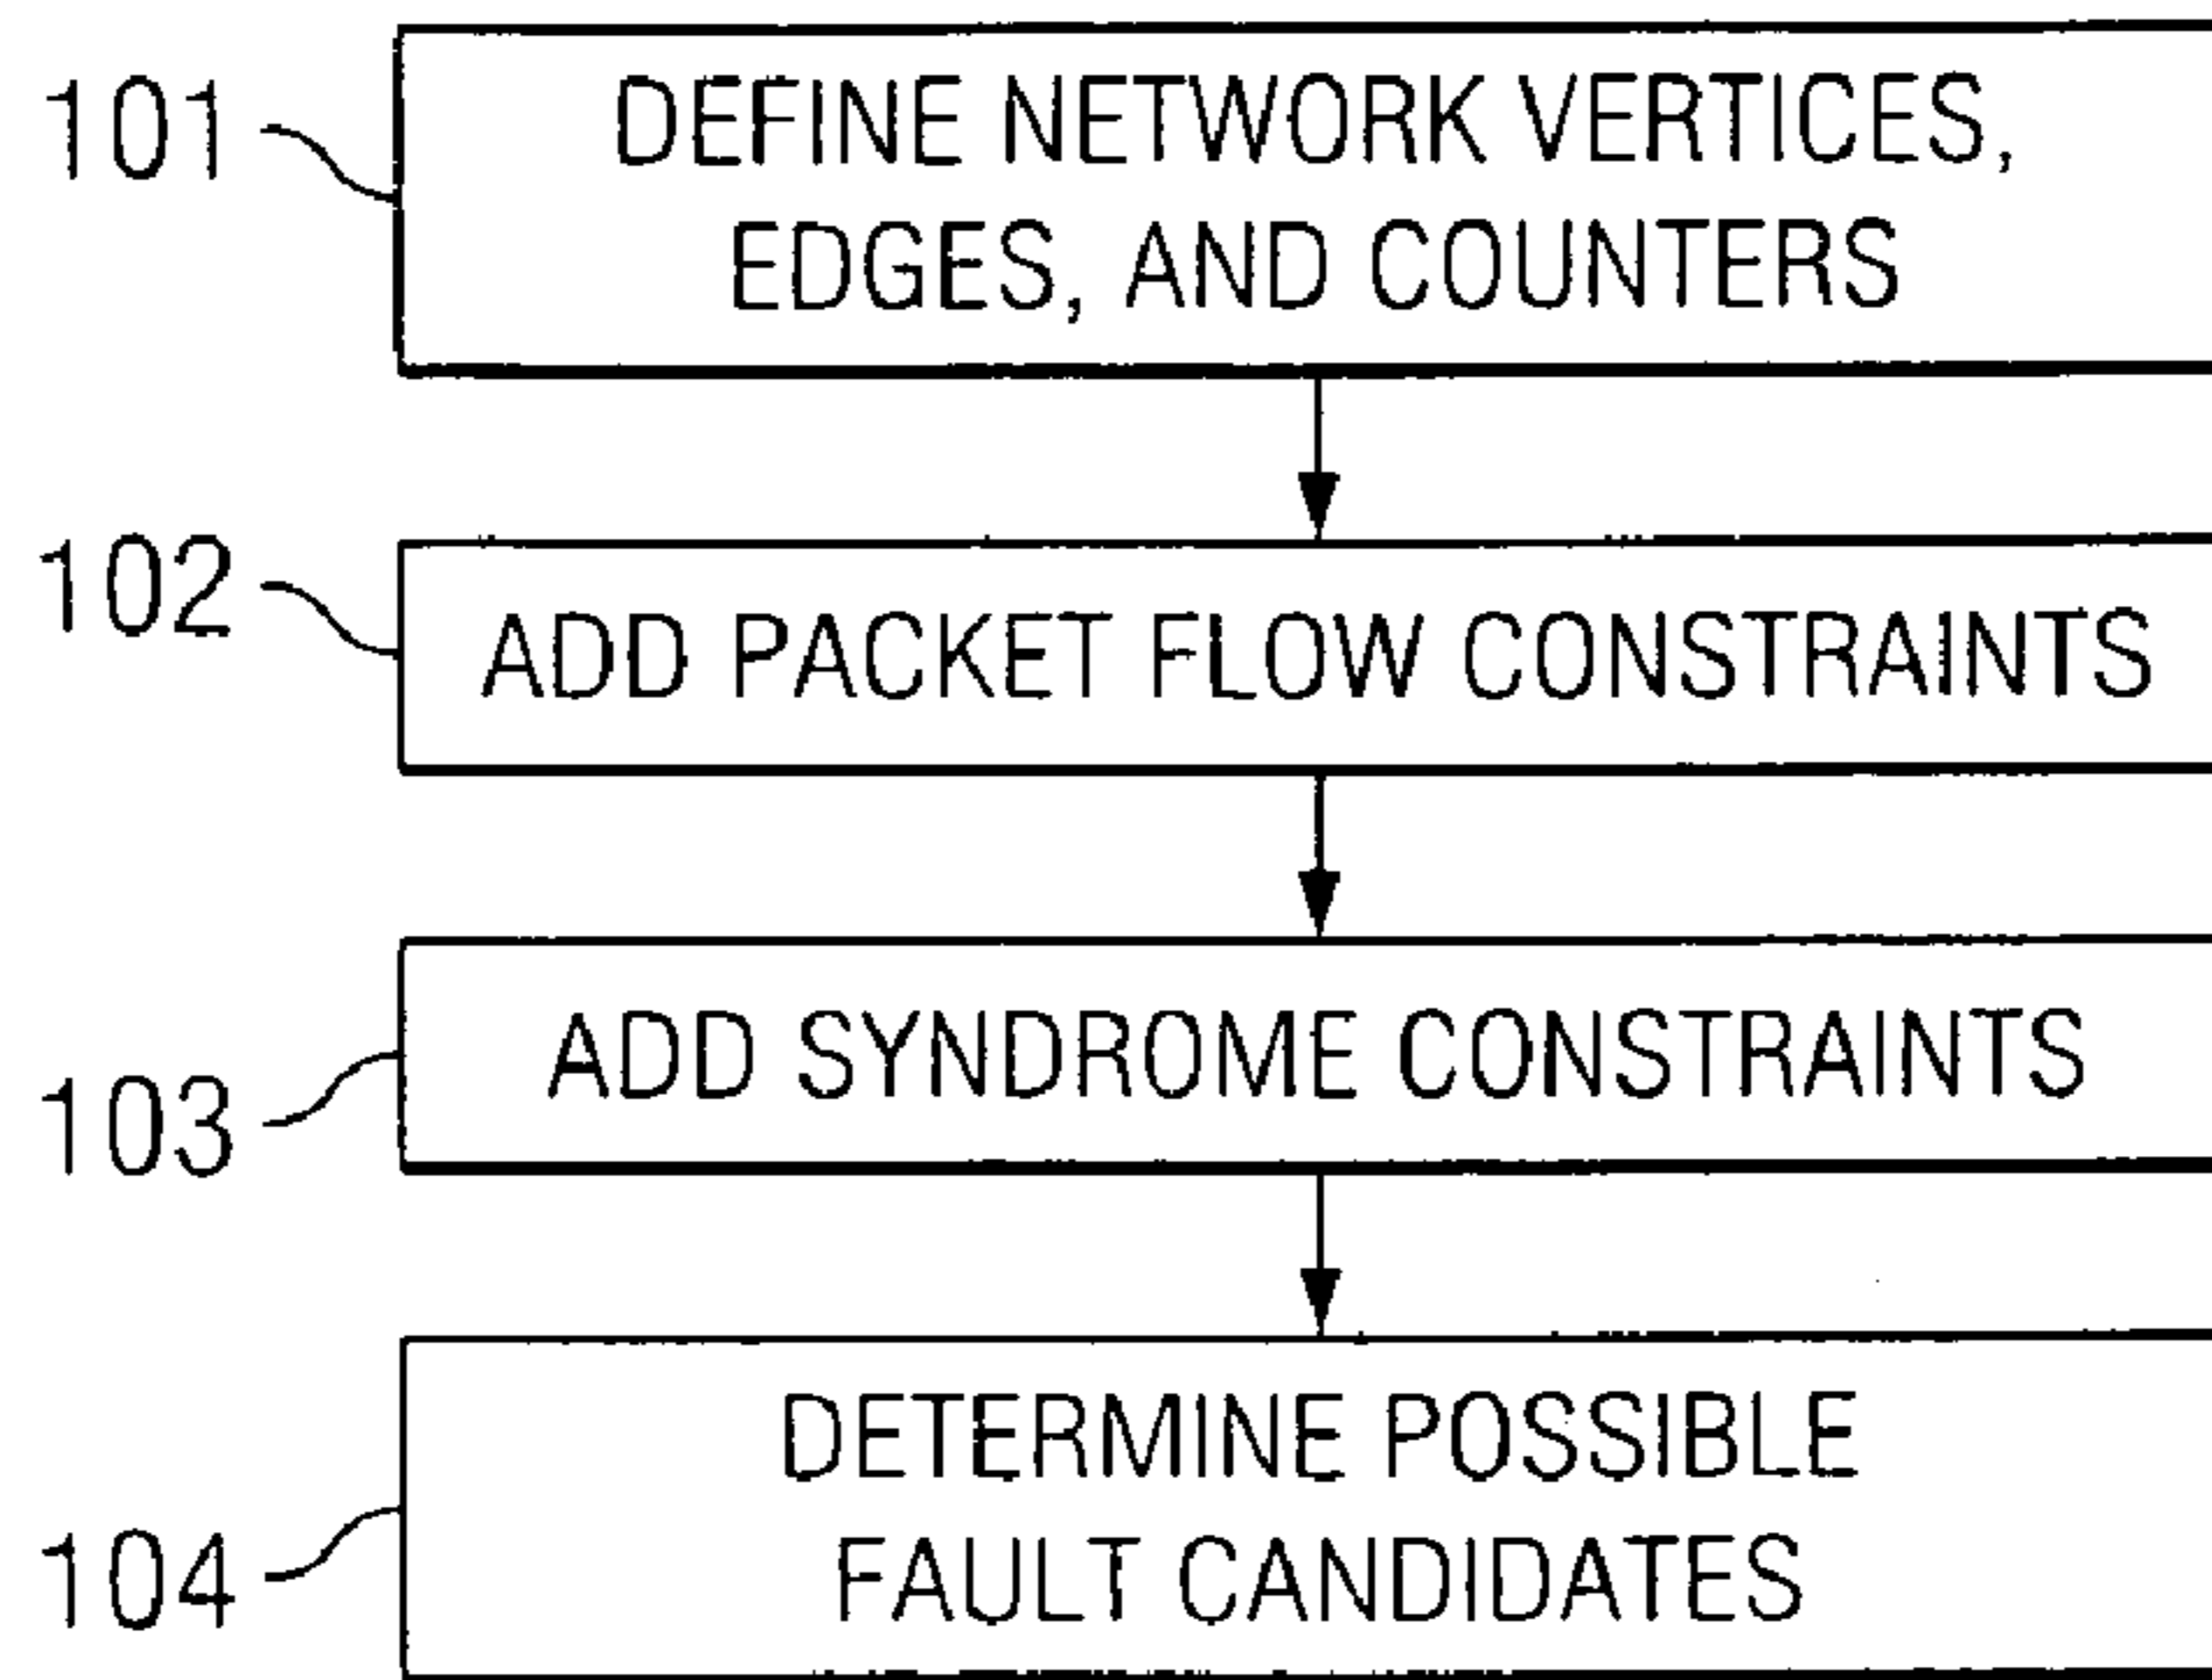 101
DEFINE NETWORK VERTICES,
EDGES, AND COUNTERS
102
ADD PACKET FLOW CONSTRAINTS
ADD SYNDROME CONSTRAINTS
103
DETERMINE POSSIBLE
FAULT CANDIDATES
104